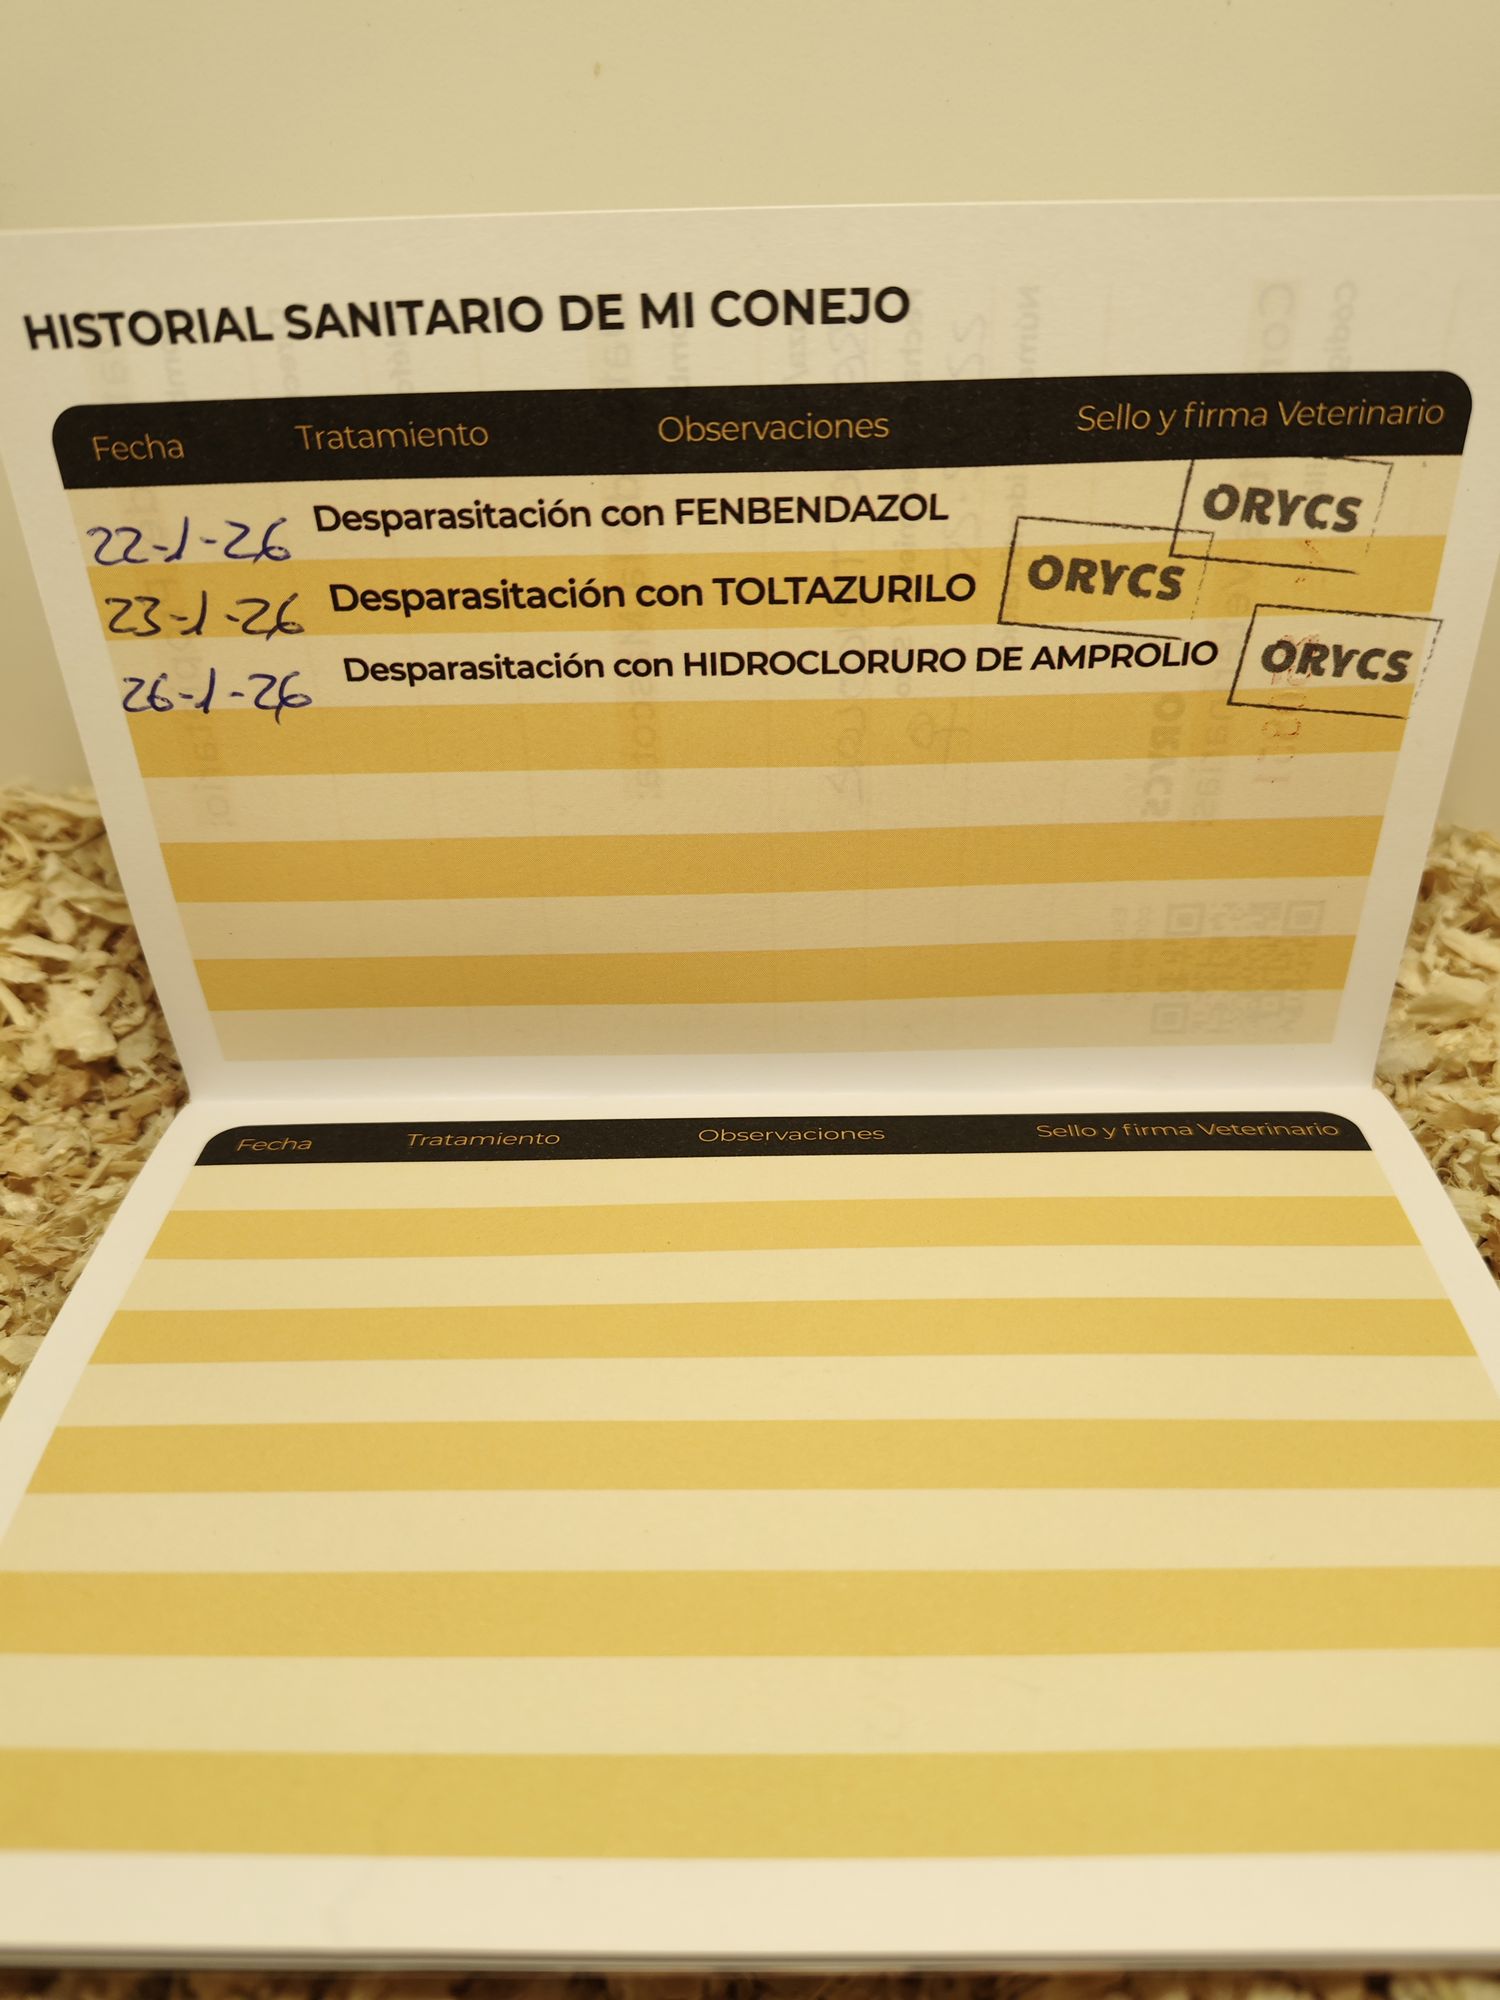 HISTORIAL SANITARIO DE MI CONEJO
Fecha Tratamiento Observaciones Sello y firma Veterinario
22-1-26 Desparasitación con FENBENDAZOL ORYCS
23-1-26 Desparasitación con TOLTAZURILO ORYCS
26-1-26 Desparasitación con HIDROCLORURO DE AMPROLIO ORYCS
Fecha Tratamiento Observaciones Sello y firma Veterinario